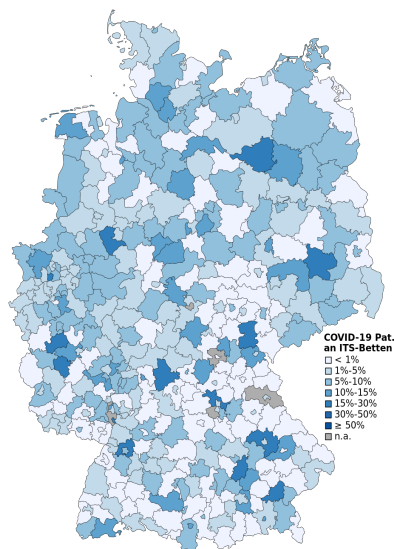 COVID-19 Pat.
an ITS-Betten
< 1%
1%-5%
5%-10%
10%-15%
15%-30%
30%-50%
≥ 50%
n.a.